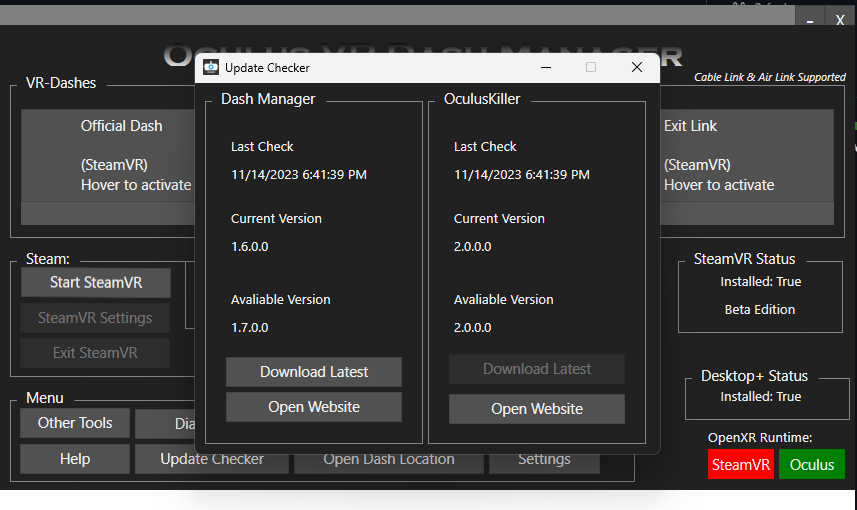 OCULUS VR DASH MANAGER
Cable Link & Air Link Supported
VR-Dashes
Official Dash
(SteamVR)
Hover to activate
Exit Link
(SteamVR)
Hover to activate
Update Checker
Dash Manager
Last Check
11/14/2023 6:41:39 PM
Current Version
1.6.0.0
Avaliable Version
1.7.0.0
Download Latest
Open Website
OculusKiller
Last Check
11/14/2023 6:41:39 PM
Current Version
2.0.0.0
Avaliable Version
2.0.0.0
Download Latest
Open Website
Steam:
Start SteamVR
SteamVR Settings
Exit SteamVR
SteamVR Status
Installed: True
Beta Edition
Desktop+ Status
Installed: True
Menu
Other Tools
Dia
Help
Update Checker
Open Dash Location
Settings
OpenXR Runtime:
SteamVR
Oculus